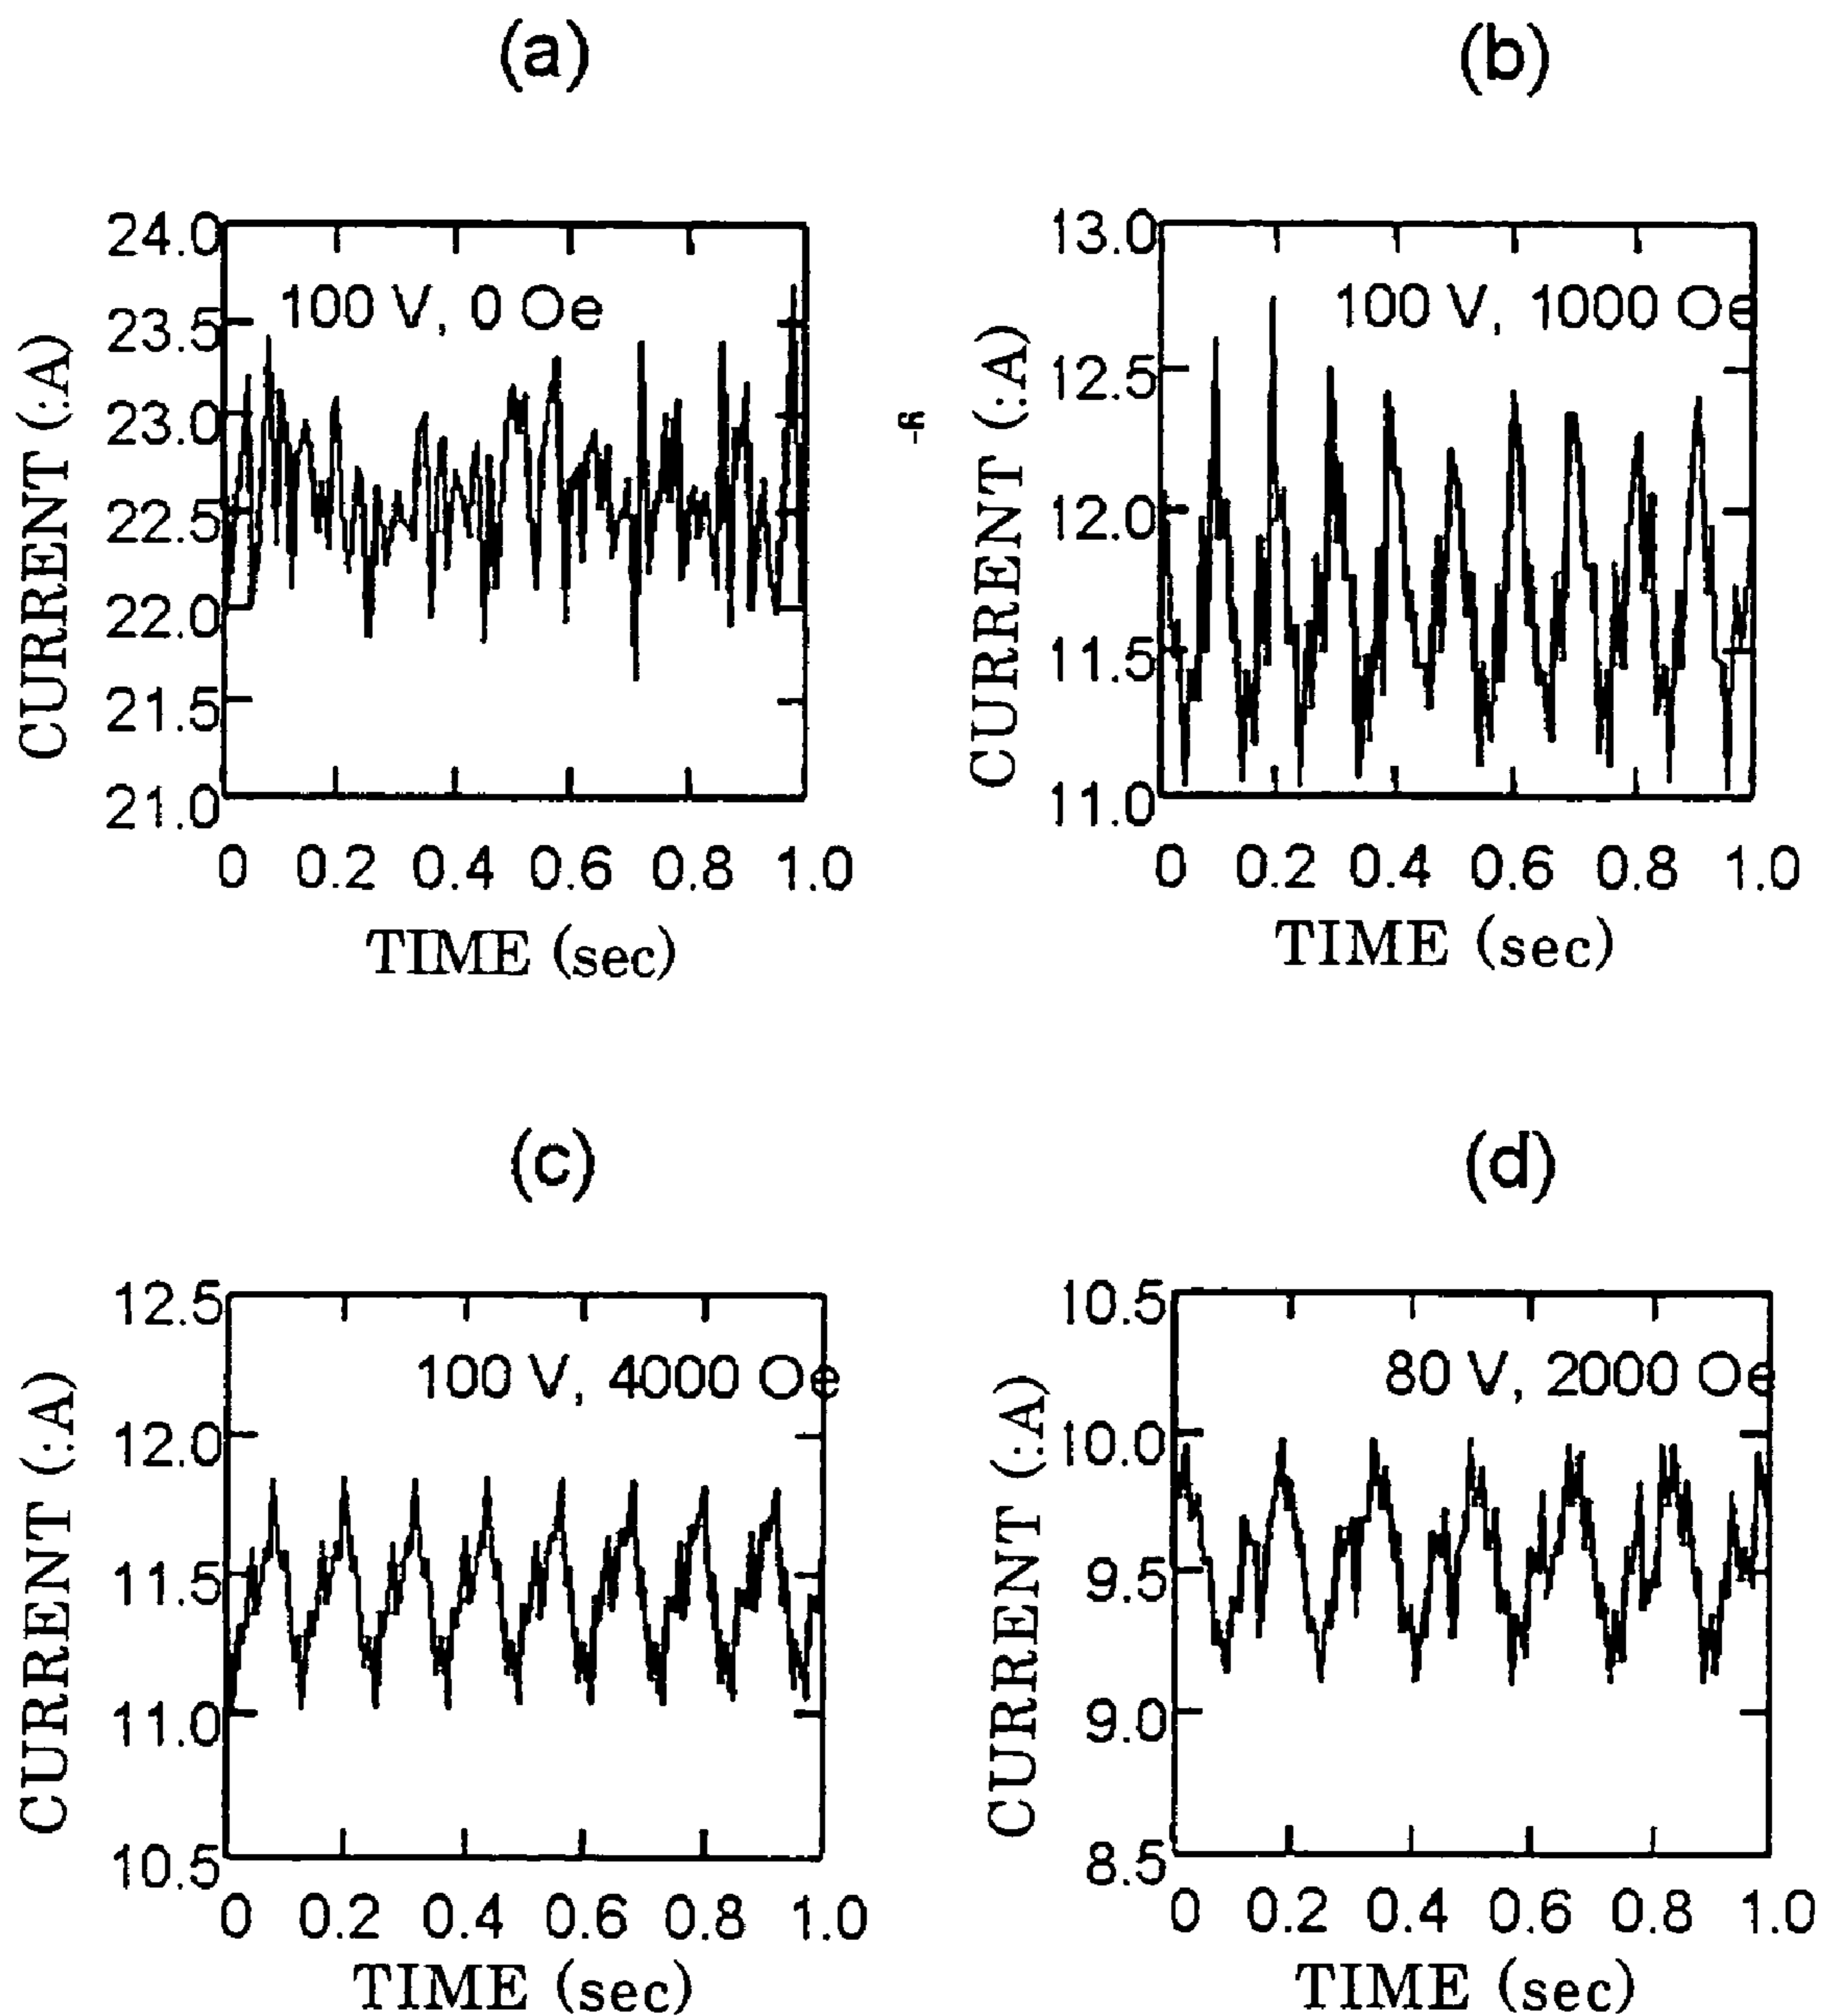 (a)
24.0
23.5
23.0
22.5
22.0
21.5
21.0
100 V, 0 Oe
CURRENT (:A)
0 0.2 0.4 0.6 0.8 1.0
TIME (sec)
(b)
13.0
12.5
12.0
11.5
11.0
100 V, 1000 Oe
CURRENT (:A)
0 0.2 0.4 0.6 0.8 1.0
TIME (sec)
(c)
12.5
12.0
11.5
11.0
10.5
100 V, 4000 Oe
CURRENT (:A)
0 0.2 0.4 0.6 0.8 1.0
TIME (sec)
(d)
10.5
10.0
9.5
9.0
8.5
80 V, 2000 Oe
CURRENT (:A)
0 0.2 0.4 0.6 0.8 1.0
TIME (sec)